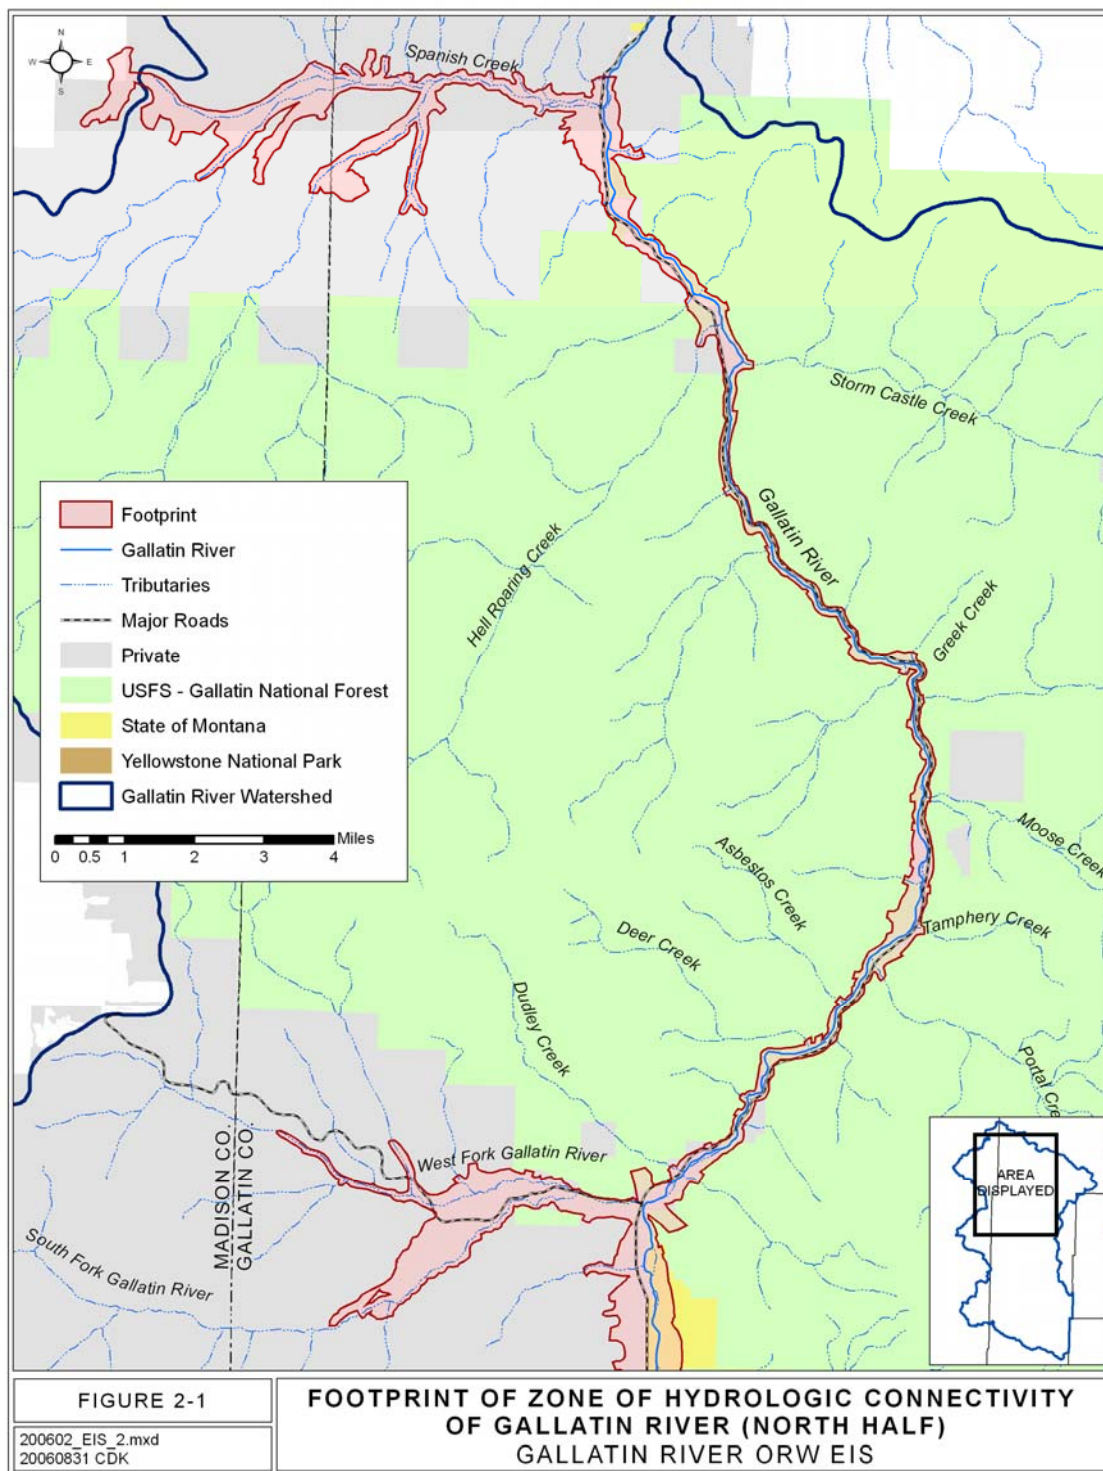 N
W E
S
Spanish Creek
Storm Castle Creek
Gallatin River
Hell Roaring Creek
Greek Creek
Footprint
Gallatin River
Tributaries
Major Roads
Private
USFS - Gallatin National Forest
State of Montana
Yellowstone National Park
Gallatin River Watershed
Miles
0 0.5 1 2 3 4
Moose Creek
Asbestos Creek
Tamphery Creek
Deer Creek
Dudley Creek
Portal Cre
West Fork Gallatin River
MADISON CO.
GALLATIN CO.
South Fork Gallatin River
AREA
DISPLAYED
FIGURE 2-1
200602_EIS_2.mxd
20060831 CDK
FOOTPRINT OF ZONE OF HYDROLOGIC CONNECTIVITY
OF GALLATIN RIVER (NORTH HALF)
GALLATIN RIVER ORW EIS